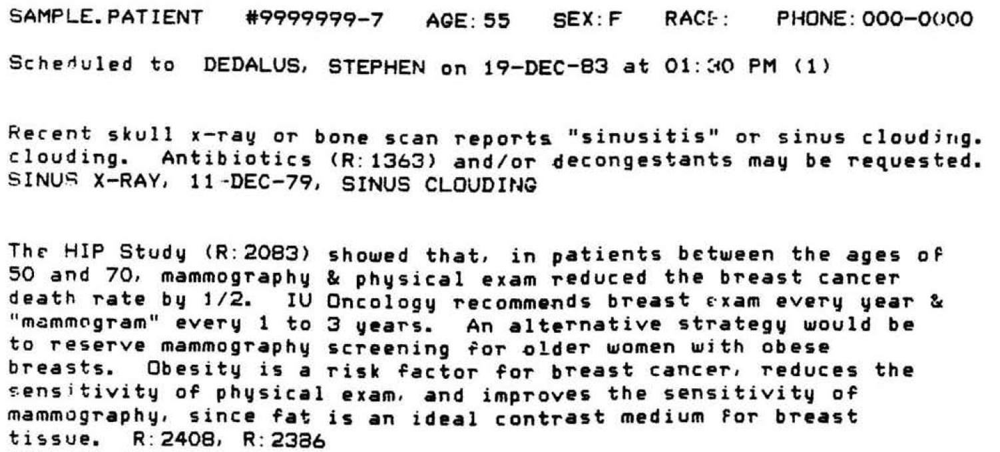 SAMPLE.PATIENT #9999999-7 AGE:55 SEX:F RACE: PHONE:000-0000
Scheduled to DEDALUS, STEPHEN on 19-DEC-83 at 01:30 PM (1)
Recent skull x-ray or bone scan reports "sinusitis" or sinus clouding.
clouding. Antibiotics (R:1363) and/or decongestants may be requested.
SINUS X-RAY, 11-DEC-79, SINUS CLOUDING
The HIP Study (R:2083) showed that, in patients between the ages of
50 and 70, mammography & physical exam reduced the breast cancer
death rate by 1/2. IU Oncology recommends breast exam every year &
"mammogram" every 1 to 3 years. An alternative strategy would be
to reserve mammography screening for older women with obese
breasts. Obesity is a risk factor for breast cancer, reduces the
sensitivity of physical exam, and improves the sensitivity of
mammography, since fat is an ideal contrast medium for breast
tissue. R:2408, R:2386